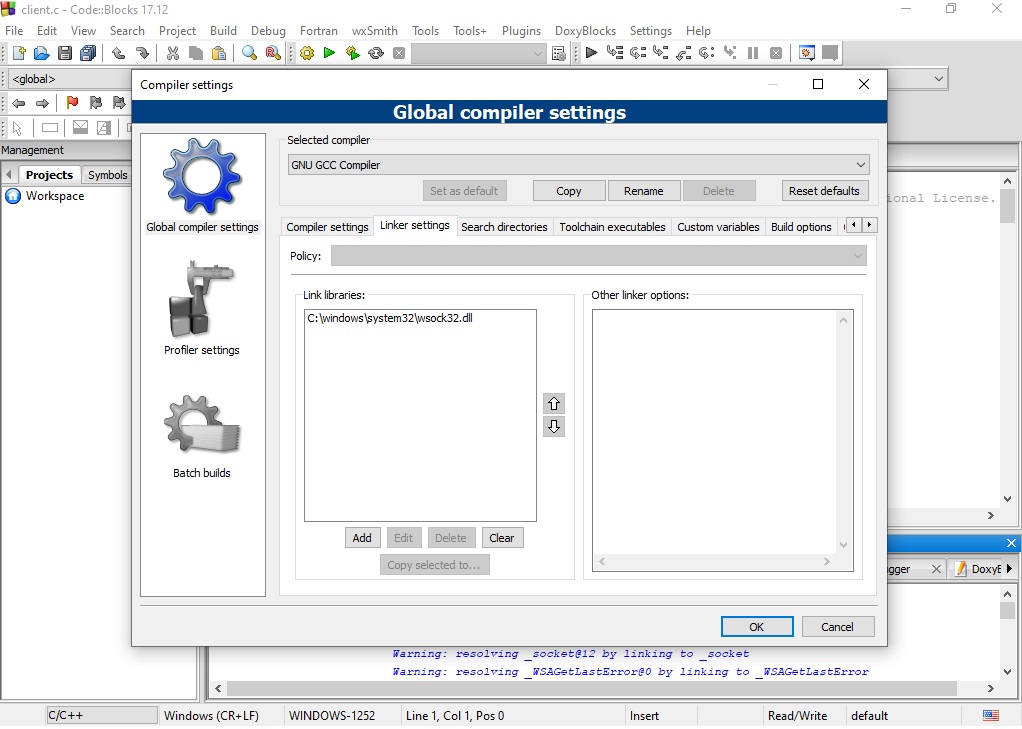 client.c - Code::Blocks 17.12
File Edit View Search Project Build Debug Fortran wxSmith Tools Tools+ Plugins DoxyBlocks Settings Help
<global>
Compiler settings
Global compiler settings
Management
Projects Symbols
Workspace
Global compiler settings
Profiler settings
Batch builds
Selected compiler
GNU GCC Compiler
Set as default Copy Rename Delete Reset defaults
Compiler settings Linker settings Search directories Toolchain executables Custom variables Build options
Policy:
Link libraries:
C:\windows\system32\wsock32.dll
Add Edit Delete Clear
Copy selected to...
Other linker options:
OK Cancel
ional License.
gger DoxyB
Warning: resolving _socket@12 by linking to _socket
Warning: resolving _WSAGetLastError@0 by linking to _WSAGetLastError
C/C++ Windows (CR+LF) WINDOWS-1252 Line 1, Col 1, Pos 0 Insert Read/Write default